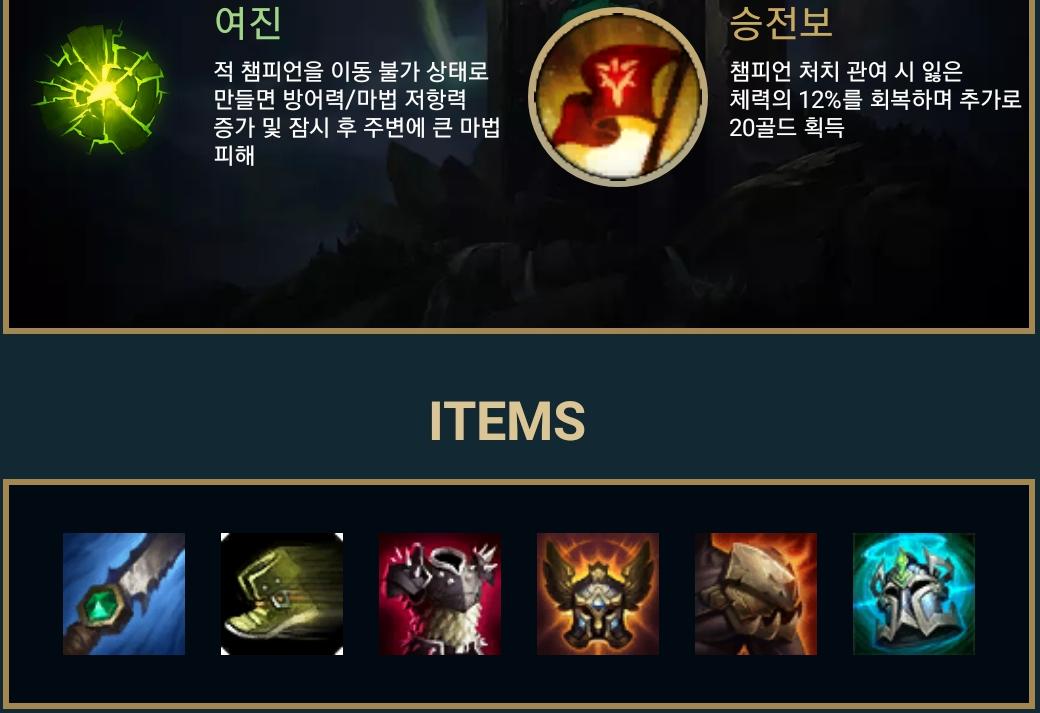 여진
적 챔피언을 이동 불가 상태로
만들면 방어력/마법 저항력
증가 및 잠시 후 주변에 큰 마법
피해
승전보
챔피언 처치 관여 시 잃은
체력의 12%를 회복하며 추가로
20골드 획득
ITEMS